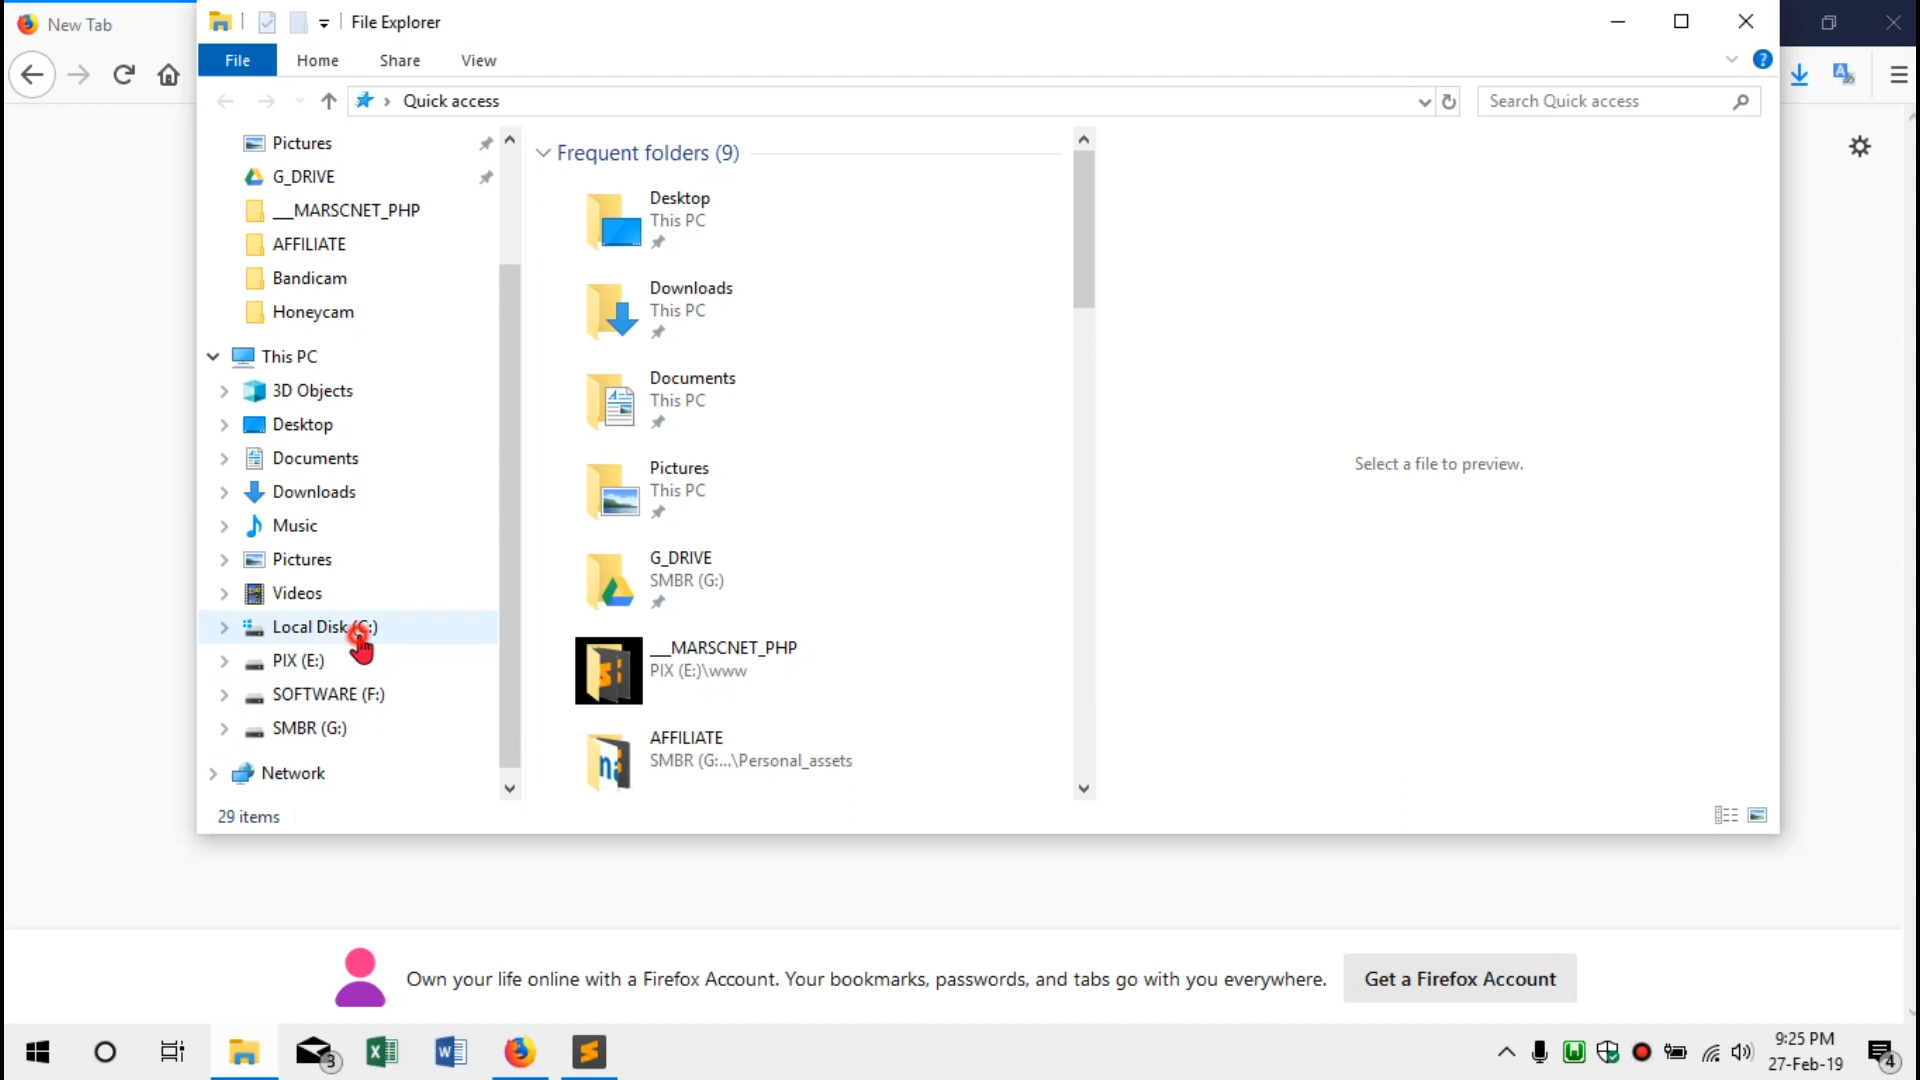 New Tab
File Explorer
File
Home
Share
View
Quick access
Search Quick access
Pictures
G_DRIVE
___MARSCNET_PHP
AFFILIATE
Bandicam
Honeycam
This PC
3D Objects
Desktop
Documents
Downloads
Music
Pictures
Videos
Local Disk (C:)
PIX (E:)
SOFTWARE (F:)
SMBR (G:)
Network
29 items
Frequent folders (9)
Desktop
This PC
Downloads
This PC
Documents
This PC
Pictures
This PC
G_DRIVE
SMBR (G:)
___MARSCNET_PHP
PIX (E:)\www
AFFILIATE
SMBR (G:...\Personal_assets
Select a file to preview.
Own your life online with a Firefox Account. Your bookmarks, passwords, and tabs go with you everywhere.
Get a Firefox Account
3
9:25 PM
27-Feb-19
4